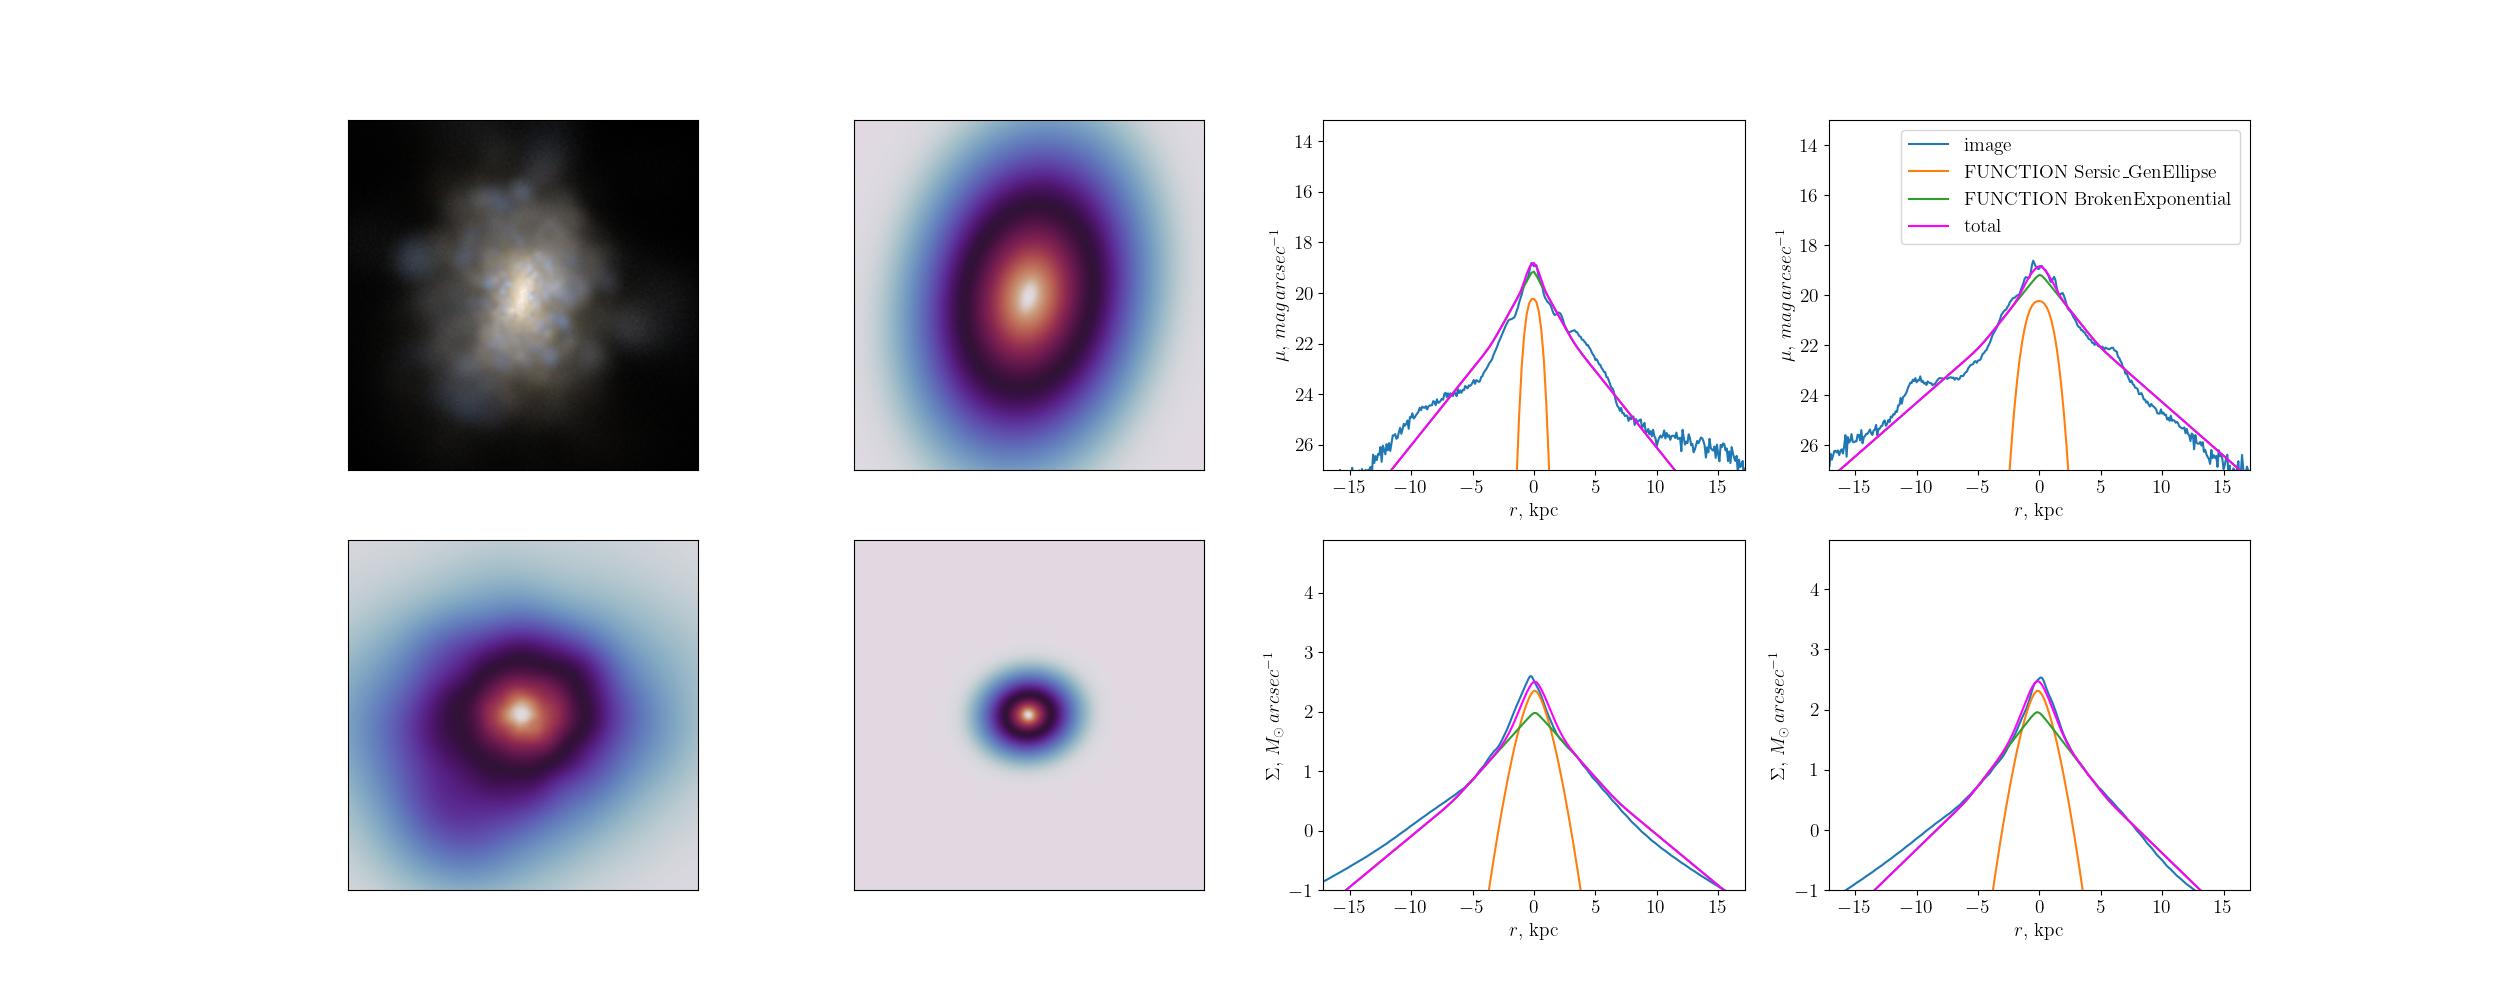 14
16
18
20
22
24
26
μ, mag arcsec−1
−15 −10 −5 0 5 10 15
r, kpc
14
16
18
20
22
24
26
μ, mag arcsec−1
image
FUNCTION Sersic_GenEllipse
FUNCTION BrokenExponential
total
−15 −10 −5 0 5 10 15
r, kpc
4
3
2
1
0
−1
Σ, M⊙ arcsec−1
−15 −10 −5 0 5 10 15
r, kpc
4
3
2
1
0
−1
Σ, M⊙ arcsec−1
−15 −10 −5 0 5 10 15
r, kpc